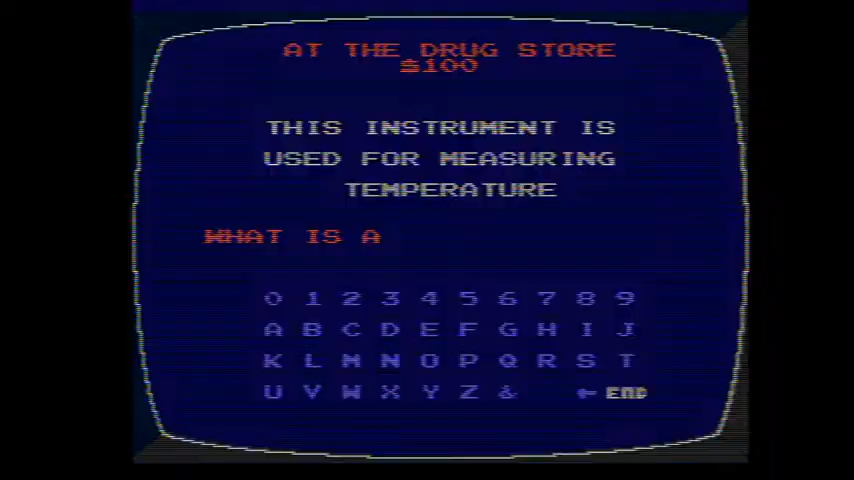 AT THE DRUG STORE
$100
THIS INSTRUMENT IS
USED FOR MEASURING
TEMPERATURE
WHAT IS A
0 1 2 3 4 5 6 7 8 9
A B C D E F G H I J
K L M N O P Q R S T
U V W X Y Z & ← END